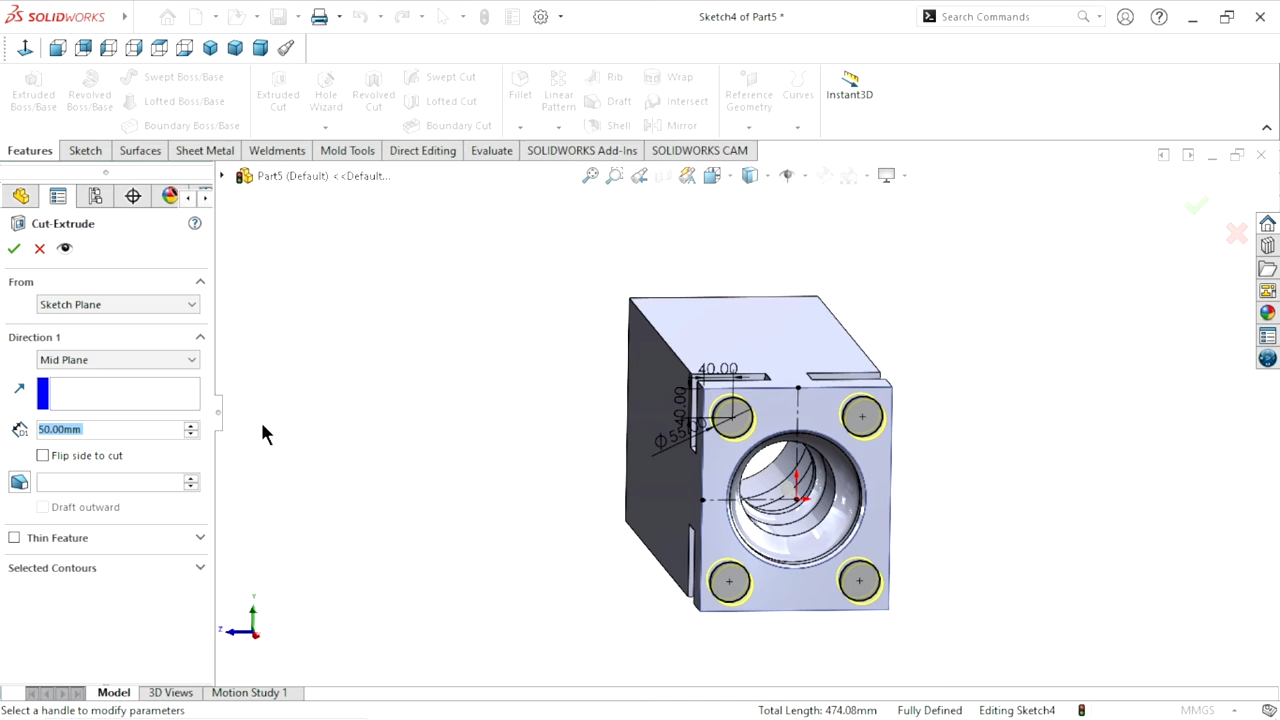 SOLIDWORKS
Sketch4 of Part5 *
Search Commands
Extruded Boss/Base
Revolved Boss/Base
Swept Boss/Base
Lofted Boss/Base
Boundary Boss/Base
Extruded Cut
Hole Wizard
Revolved Cut
Swept Cut
Lofted Cut
Boundary Cut
Fillet
Linear Pattern
Rib
Draft
Shell
Wrap
Intersect
Mirror
Reference Geometry
Curves
Instant3D
Features
Sketch
Surfaces
Sheet Metal
Weldments
Mold Tools
Direct Editing
Evaluate
SOLIDWORKS Add-Ins
SOLIDWORKS CAM
Part5 (Default) <<Default...
Cut-Extrude
From
Sketch Plane
Direction 1
Mid Plane
50.00mm
Flip side to cut
Draft outward
Thin Feature
Selected Contours
40.00
40.00
Y
Z
Model
3D Views
Motion Study 1
Select a handle to modify parameters
Total Length: 474.08mm
Fully Defined
Editing Sketch4
MMGS